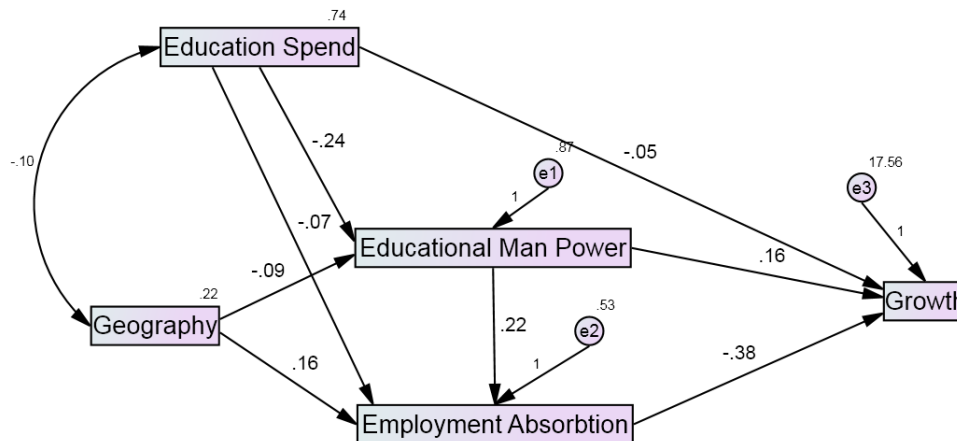 .74
Education Spend
-.10
-.24
-.05
.87
e1
17.56
e3
1
1
-.07
Educational Man Power
.16
-.09
.22
Geography
Growth
.53
e2
.22
1
.16
-.38
Employment Absorbtion